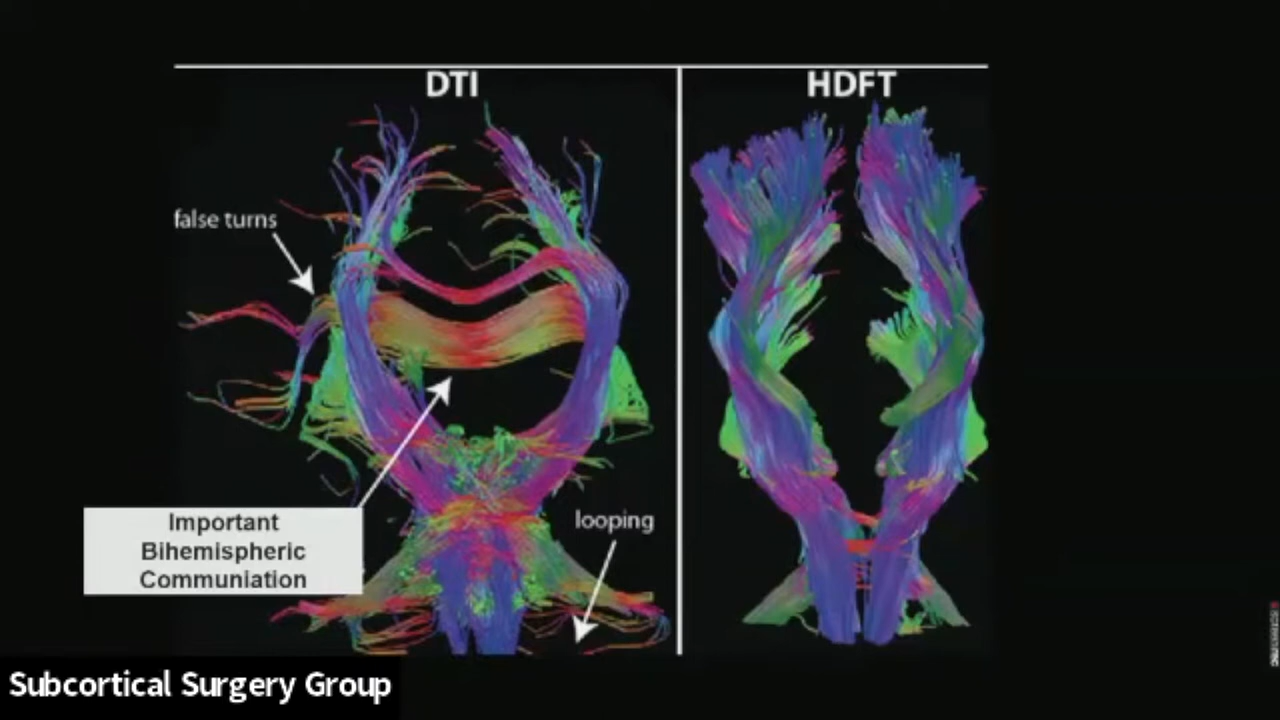 DTI
HDFT
false turns
Important
Bihemispheric
Communiation
looping
Subcortical Surgery Group